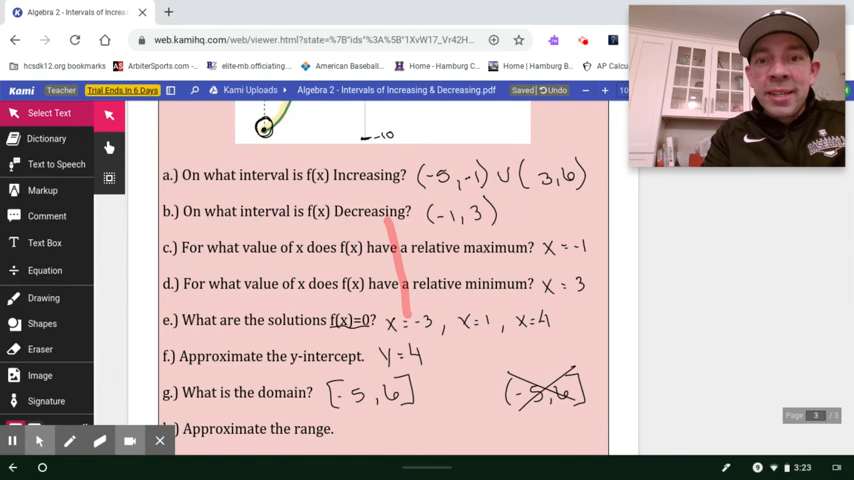 Algebra 2 - Intervals of Increas
web.kamihq.com/web/viewer.html?state=%7B"ids"%3A%5B"1XvW17_Vr42H...
hcsdk12.org bookmarks
ArbiterSports.com -...
elite-mb.officiating...
American Baseball...
Home - Hamburg C...
Home | Hamburg B...
AP Calcu
Kami
Teacher
Trial Ends In 6 Days
Kami Uploads
Algebra 2 - Intervals of Increasing & Decreasing.pdf
Saved
Undo
10
Select Text
Dictionary
Text to Speech
Markup
Comment
Text Box
Equation
Drawing
Shapes
Eraser
Image
Signature
-10
a.) On what interval is f(x) Increasing? (-5,-1) ∪ (3,6)
b.) On what interval is f(x) Decreasing? (-1,3)
c.) For what value of x does f(x) have a relative maximum? x=-1
d.) For what value of x does f(x) have a relative minimum? x = 3
e.) What are the solutions f(x)=0? x=-3, x=1, x=4
f.) Approximate the y-intercept. y=4
g.) What is the domain? [-5,6] (-5,6]
) Approximate the range.
Page 3 / 3
9
3:23